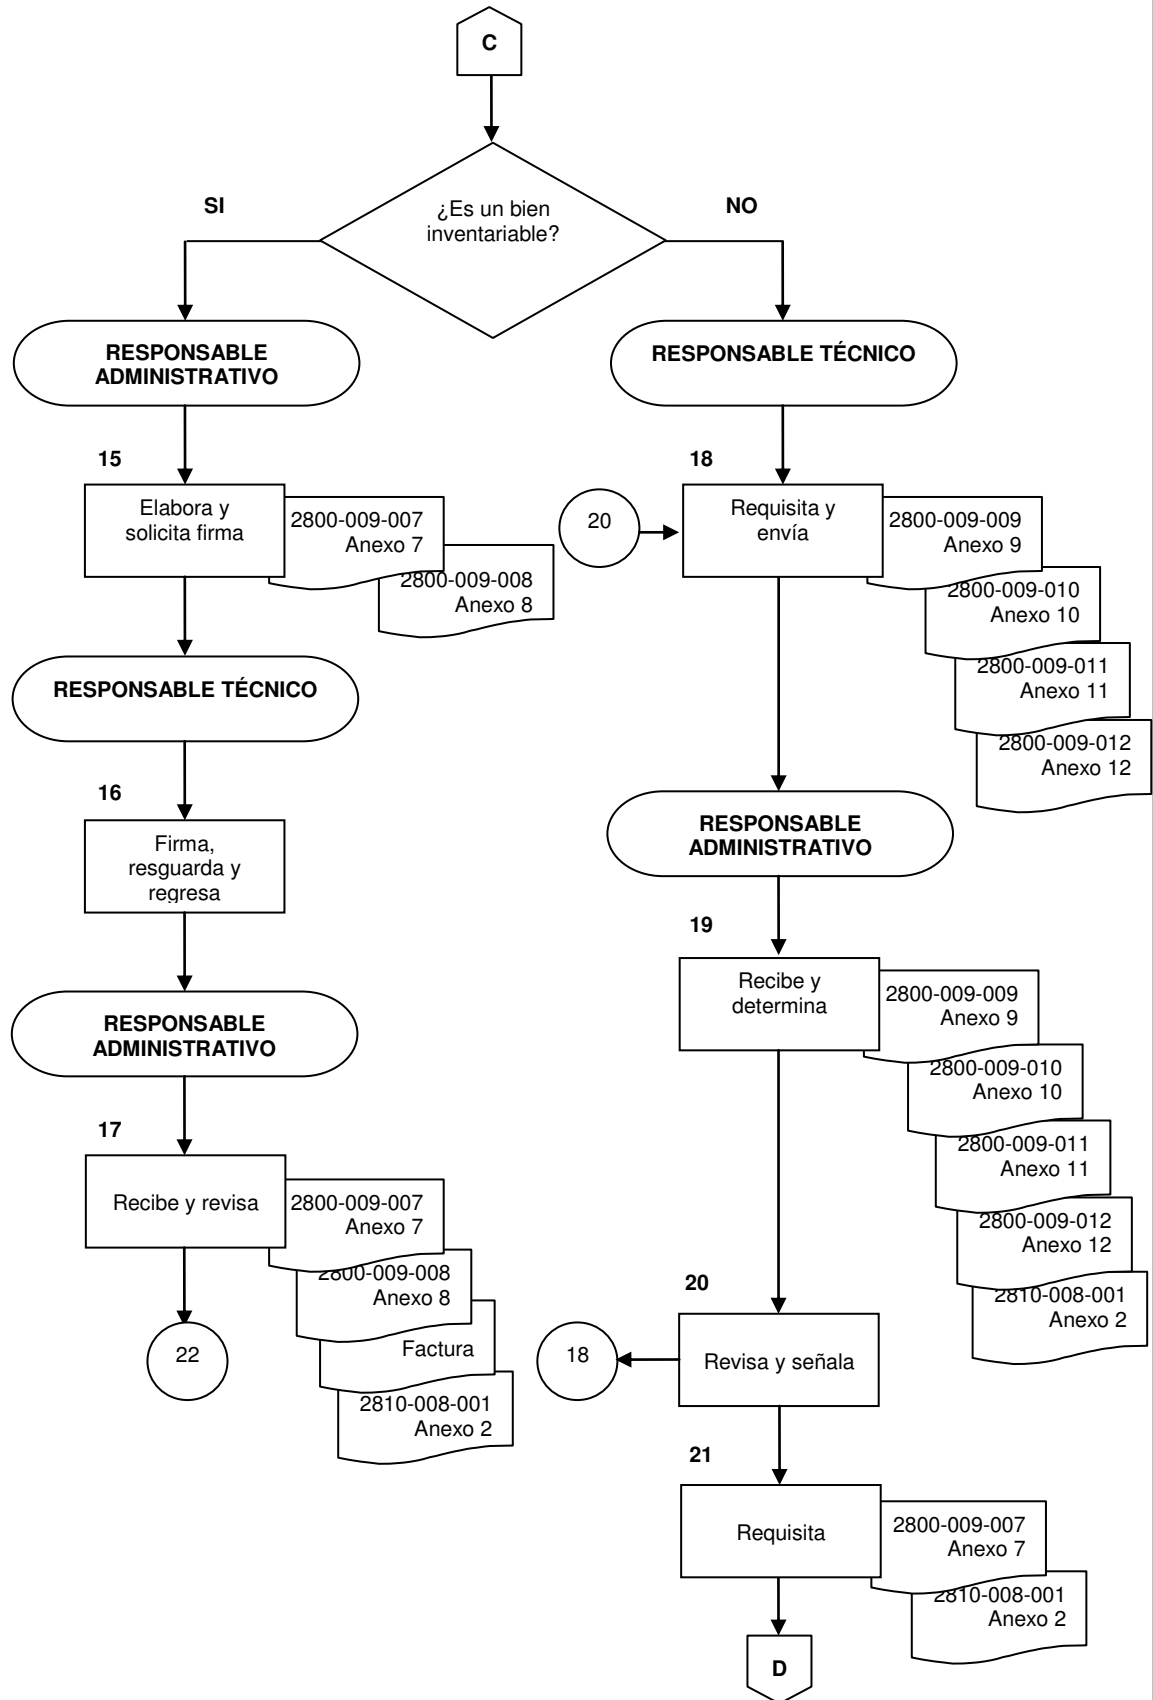 C
¿Es un bien
inventariable?
SI
NO
RESPONSABLE
ADMINISTRATIVO
15
Elabora y
solicita firma
2800-009-007
Anexo 7
2800-009-008
Anexo 8
RESPONSABLE TÉCNICO
16
Firma,
resguarda y
regresa
RESPONSABLE
ADMINISTRATIVO
17
Recibe y revisa
2800-009-007
Anexo 7
2800-009-008
Anexo 8
Factura
2810-008-001
Anexo 2
22
RESPONSABLE TÉCNICO
18
20
Requisita y
envía
2800-009-009
Anexo 9
2800-009-010
Anexo 10
2800-009-011
Anexo 11
2800-009-012
Anexo 12
RESPONSABLE
ADMINISTRATIVO
19
Recibe y
determina
2800-009-009
Anexo 9
2800-009-010
Anexo 10
2800-009-011
Anexo 11
2800-009-012
Anexo 12
2810-008-001
Anexo 2
20
18
Revisa y señala
21
Requisita
2800-009-007
Anexo 7
2810-008-001
Anexo 2
D